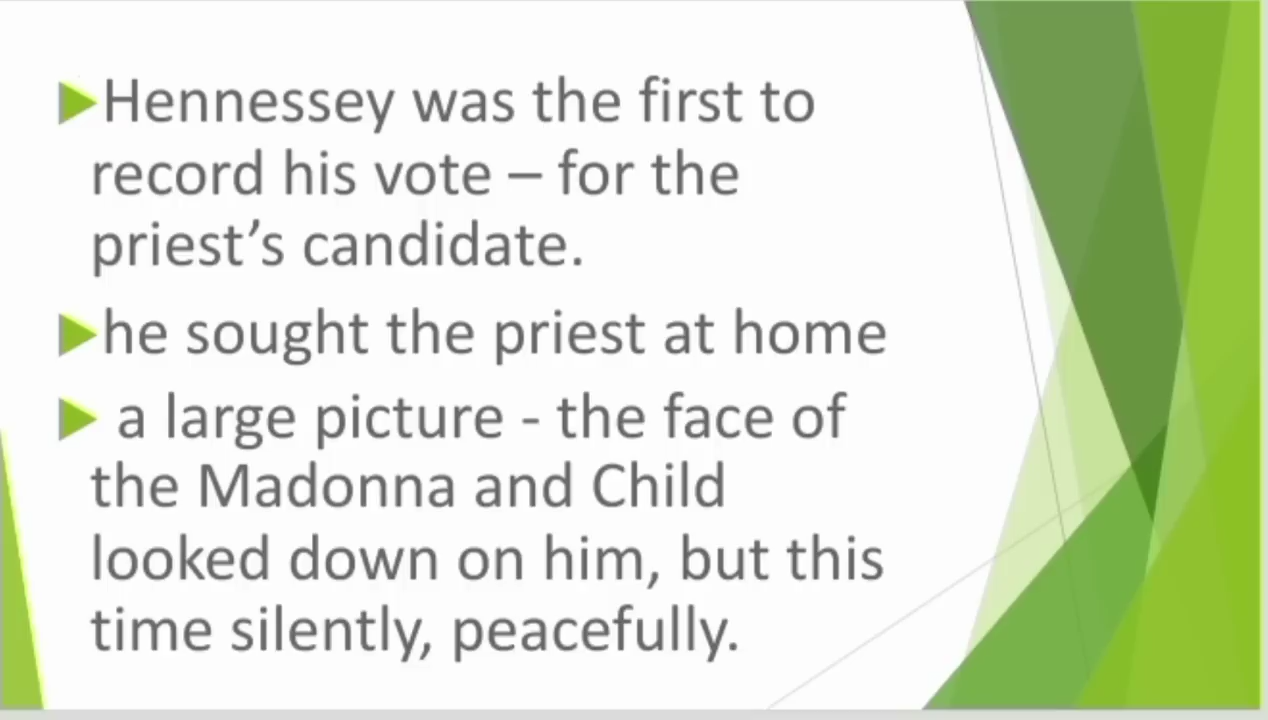 Hennessey was the first to
record his vote – for the
priest’s candidate.
he sought the priest at home
a large picture - the face of
the Madonna and Child
looked down on him, but this
time silently, peacefully.